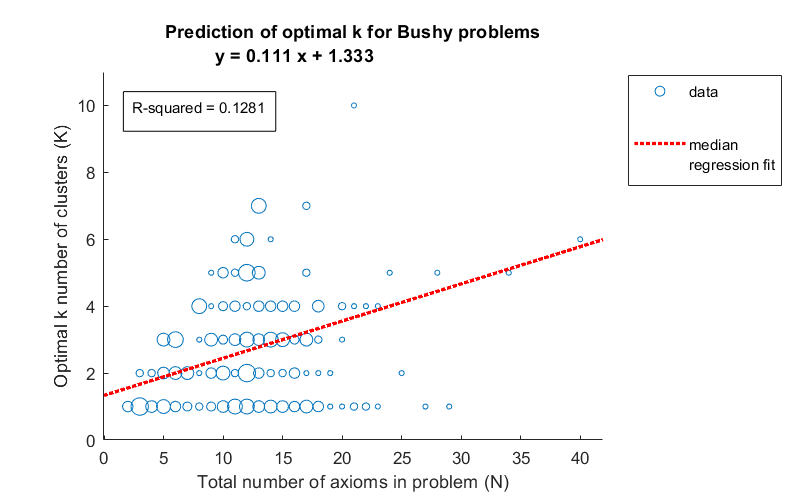 Prediction of optimal k for Bushy problems
y = 0.111 x + 1.333
R-squared = 0.1281
data
median
regression fit
Optimal k number of clusters (K)
10
8
6
4
2
0
0 5 10 15 20 25 30 35 40
Total number of axioms in problem (N)